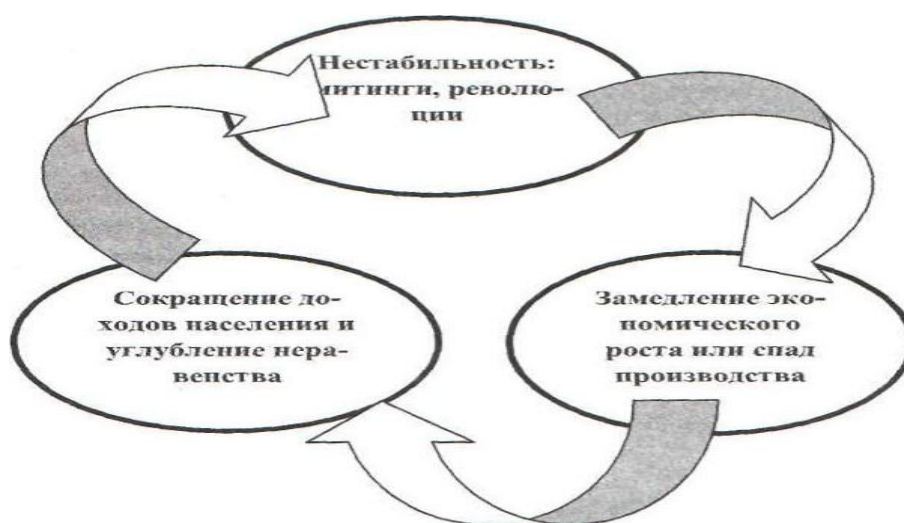 Нестабильность:
митинги, револю-
ции
Сокращение до-
ходов населения и
углубление нера-
венства
Замедление эко-
номического
роста или спад
производства